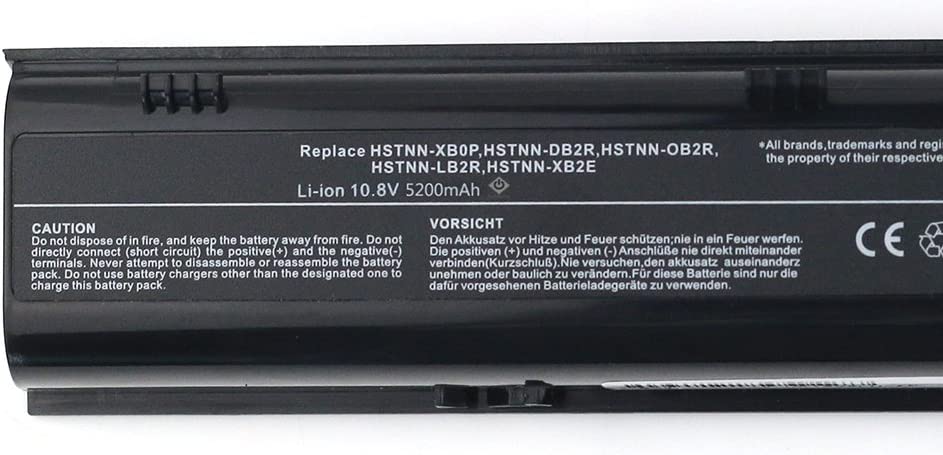 Replace HSTNN-XB0P,HSTNN-DB2R,HSTNN-OB2R,
HSTNN-LB2R,HSTNN-XB2E
Li-ion 10.8V 5200mAh
*All brands,trademarks and regi
the property of their respective
CAUTION
Do not dispose of in fire, and keep the battery away from fire. Do not
directly connect (short circuit) the positive(+) and the negative(-)
terminals. Never attempt to disassemble or reassemble the battery
pack. Do not use battery chargers other than the designated one to
charge this battery pack.
VORSICHT
Den Akkusatz vor Hitze und Feuer schützen;nie in ein Feuer werfen.
Die positiven (+) und negativen (-) Anschlüsse nie direkt miteinander
verbinden(Kurzschluß).Nie versuchen,den akkusatz auseinanderz
unehmen oder baulich zu verändern.Für diese Batterie sind nur die
dafür vorgesehenen Batterieladegeräte zu verwenden.
CE